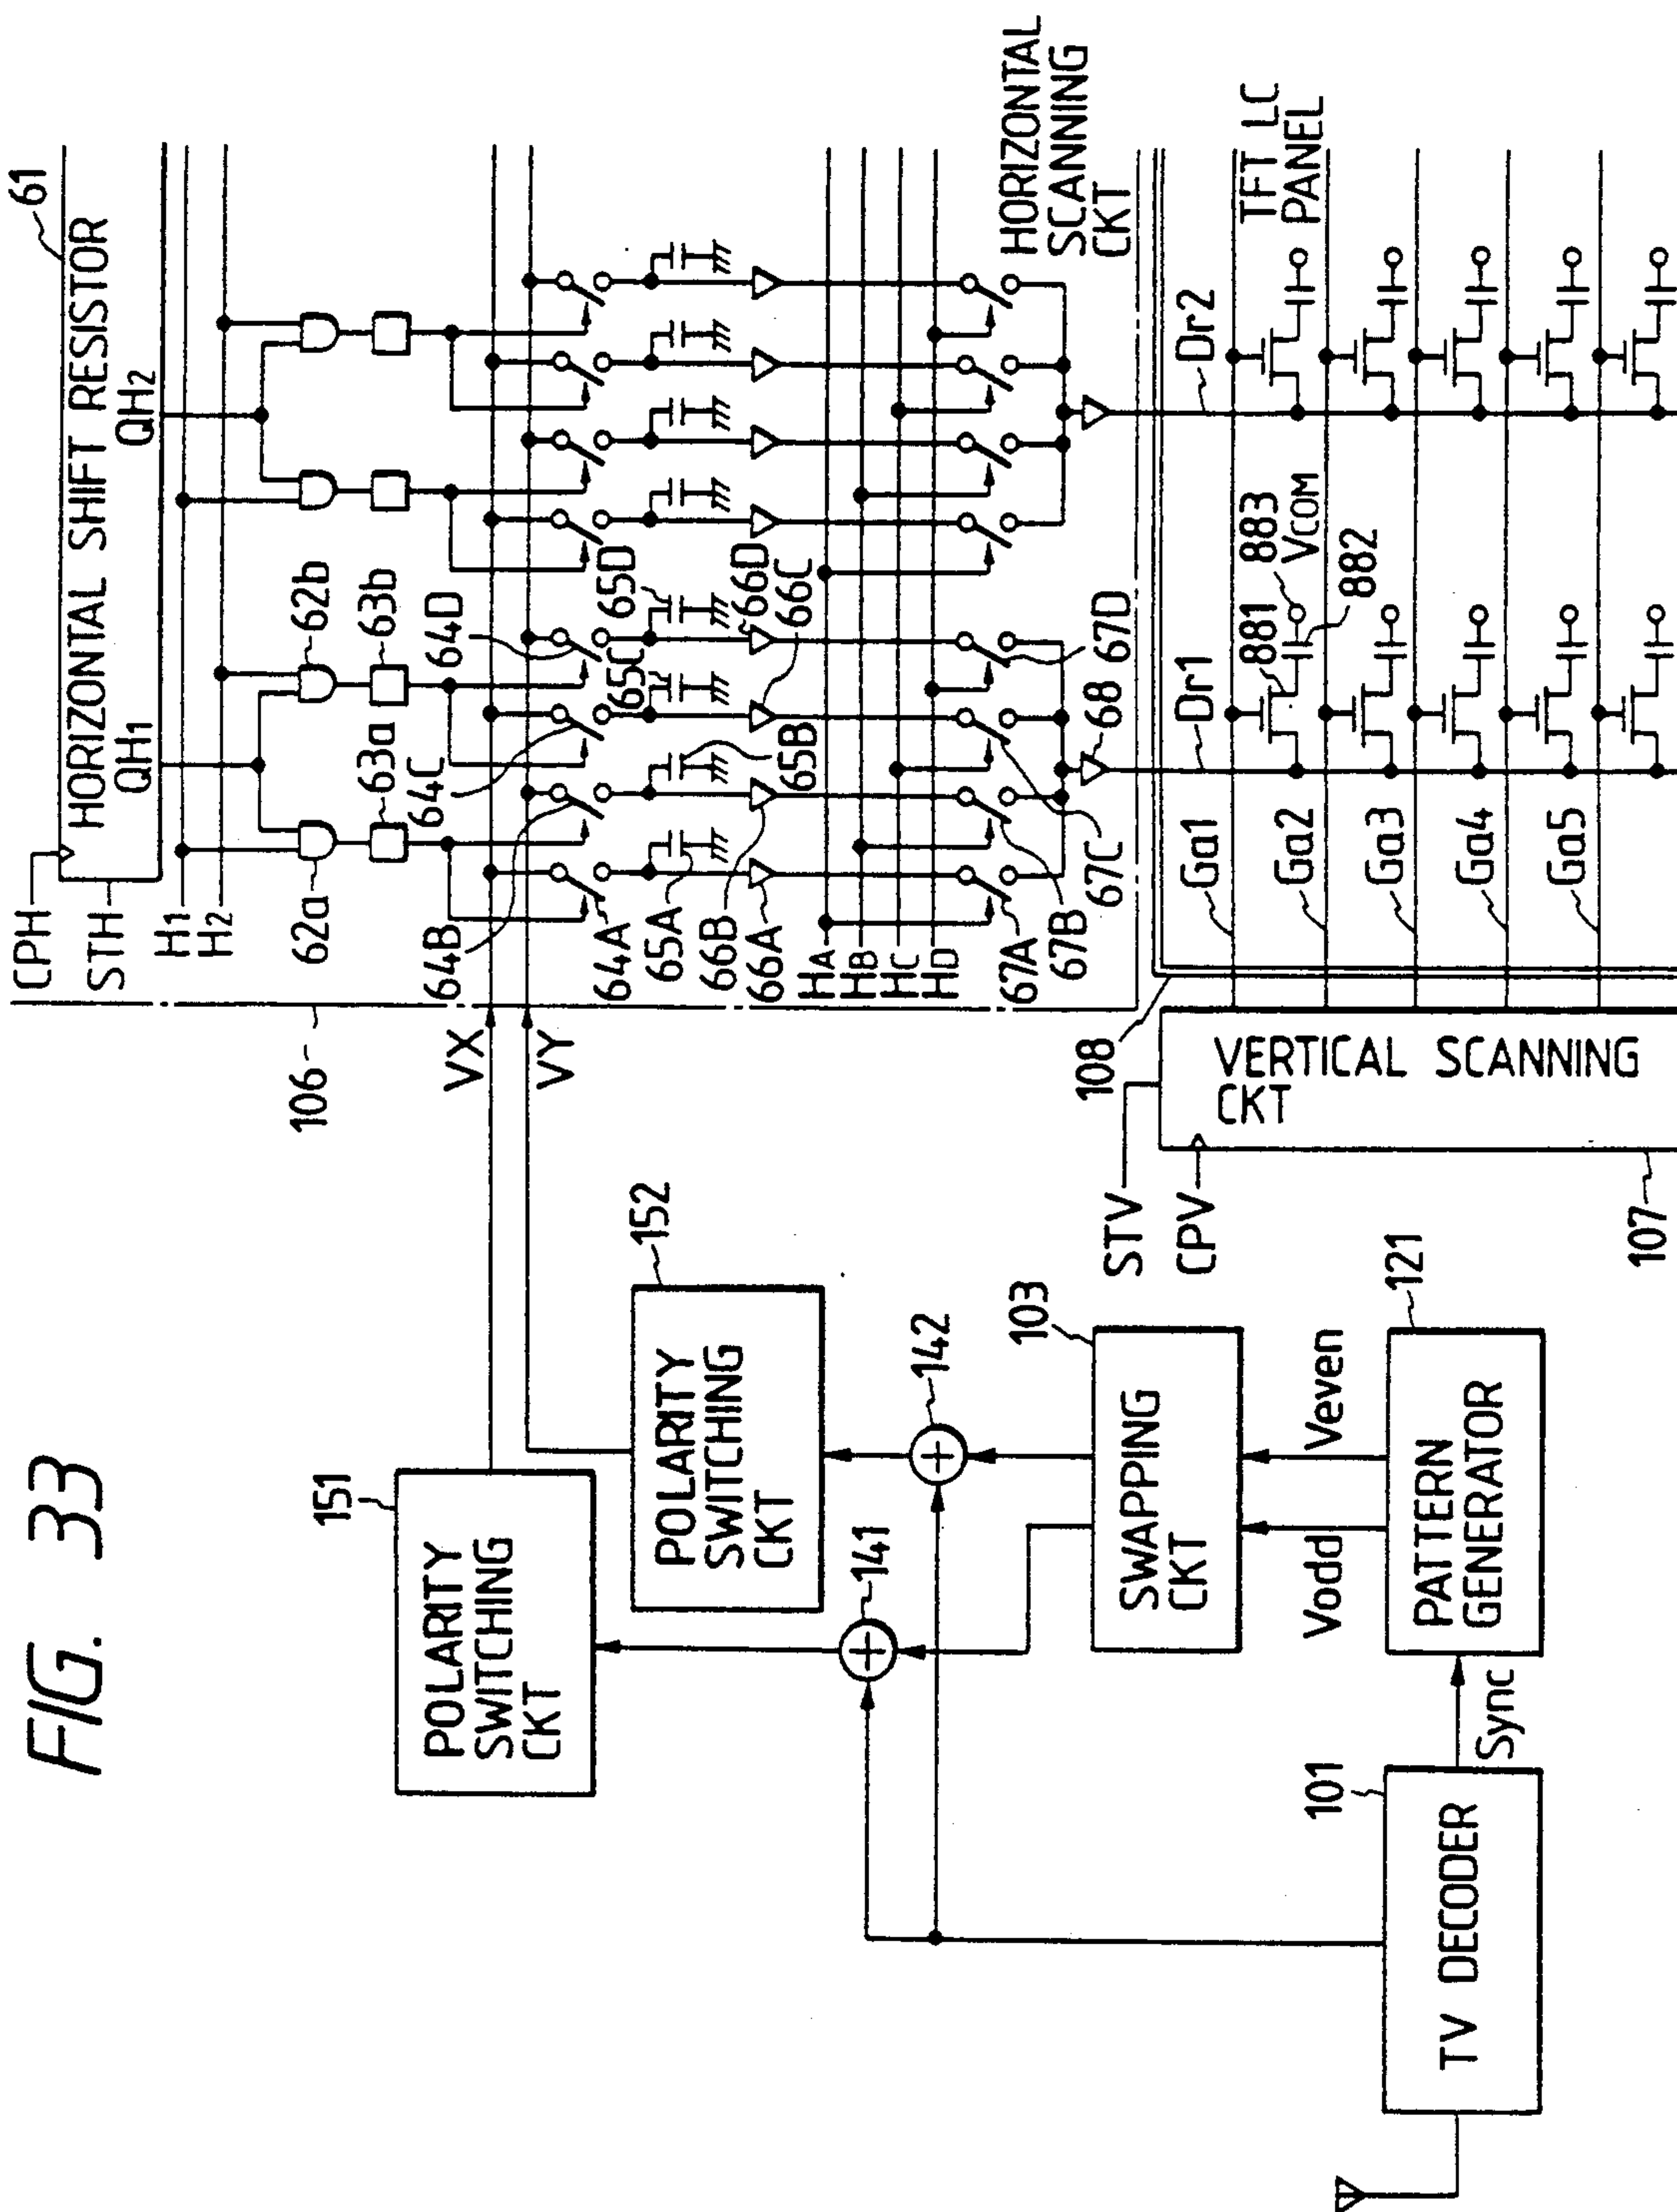 FIG. 33
CPH
STH
H1
H2
HORIZONTAL SHIFT RESISTOR
61
QH1
QH2
62a
62b
63a
63b
64C
64D
64B
64A
65A
65B
65C
65D
66B
66A
66D
66C
HA
HB
HC
HD
67A
67B
67C
67D
68
HORIZONTAL
SCANNING
CKT
106
VX
VY
151
POLARITY
SWITCHING
CKT
152
POLARITY
SWITCHING
CKT
141
142
103
SWAPPING
CKT
Vodd
Veven
121
PATTERN
GENERATOR
Sync
101
TV DECODER
STV
CPV
108
VERTICAL SCANNING
CKT
107
Dr1
Dr2
TFT LC
PANEL
Ga1
Ga2
Ga3
Ga4
Ga5
881
883
VCOM
882